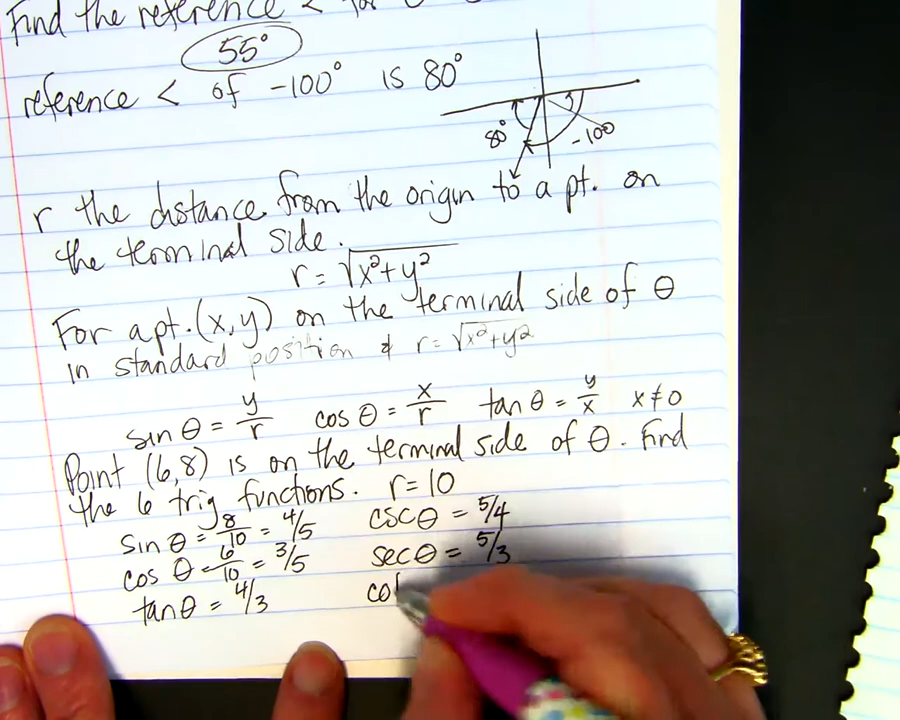 Find the reference < for
55°
reference < of -100° is 80°
80° -100
r the distance from the origin to a pt. on
the terminal side.
r = √x²+y²
For a pt. (x,y) on the terminal side of θ
in standard position & r = √x²+y²
sin θ = y/r cos θ = x/r tan θ = y/x x≠0
Point (6,8) is on the terminal side of θ. Find
the 6 trig functions. r = 10
sin θ = 8/10 = 4/5 csc θ = 5/4
cos θ = 6/10 = 3/5 sec θ = 5/3
tan θ = 4/3 cot